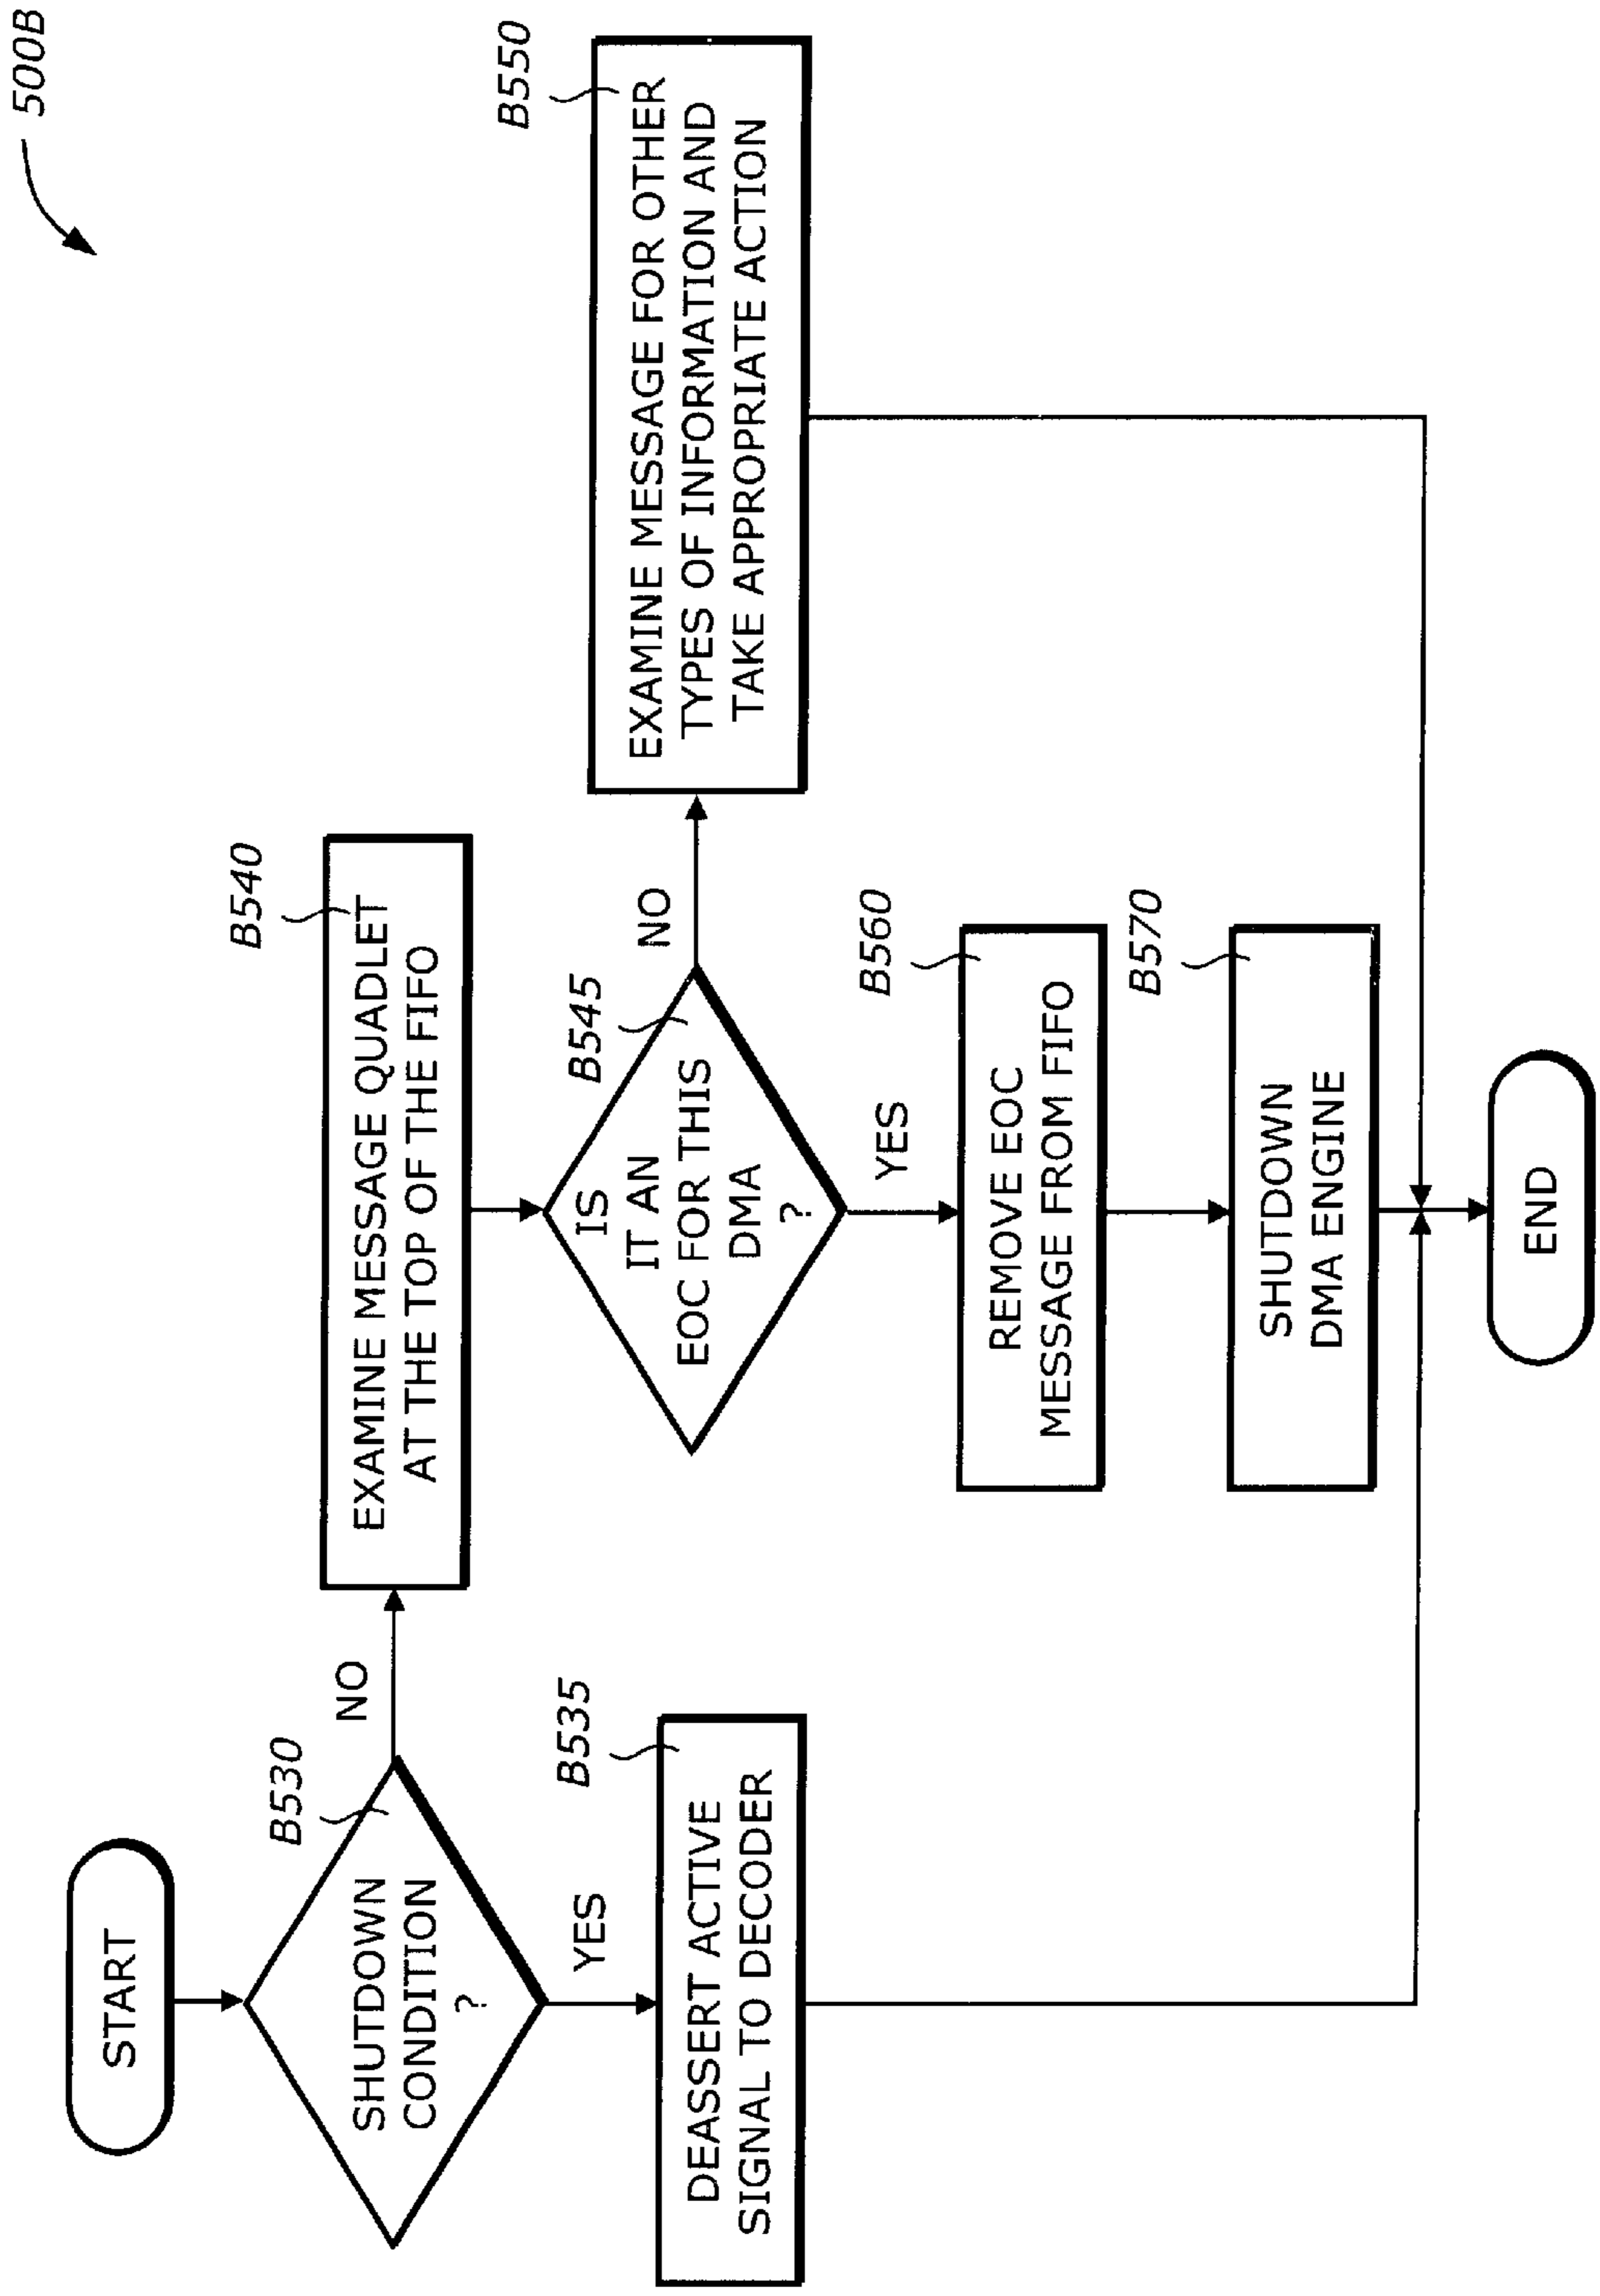 500B
START
B530
SHUTDOWN
CONDITION
?
NO
YES
B535
DEASSERT ACTIVE
SIGNAL TO DECODER
B540
EXAMINE MESSAGE QUADLET
AT THE TOP OF THE FIFO
B545
IS
IT AN
EOC FOR THIS
DMA
?
NO
YES
B550
EXAMINE MESSAGE FOR OTHER
TYPES OF INFORMATION AND
TAKE APPROPRIATE ACTION
B560
REMOVE EOC
MESSAGE FROM FIFO
B570
SHUTDOWN
DMA ENGINE
END